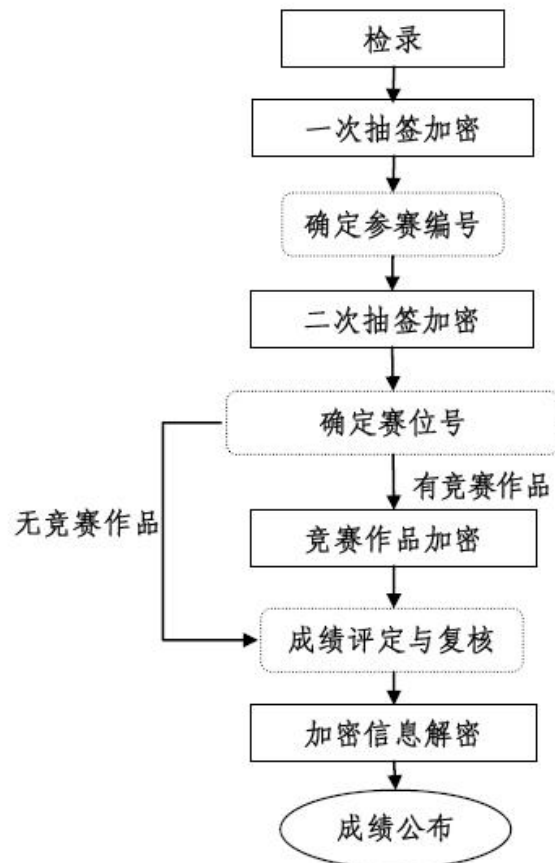 检录
一次抽签加密
确定参赛编号
二次抽签加密
确定赛位号
有竞赛作品
无竞赛作品
竞赛作品加密
成绩评定与复核
加密信息解密
成绩公布